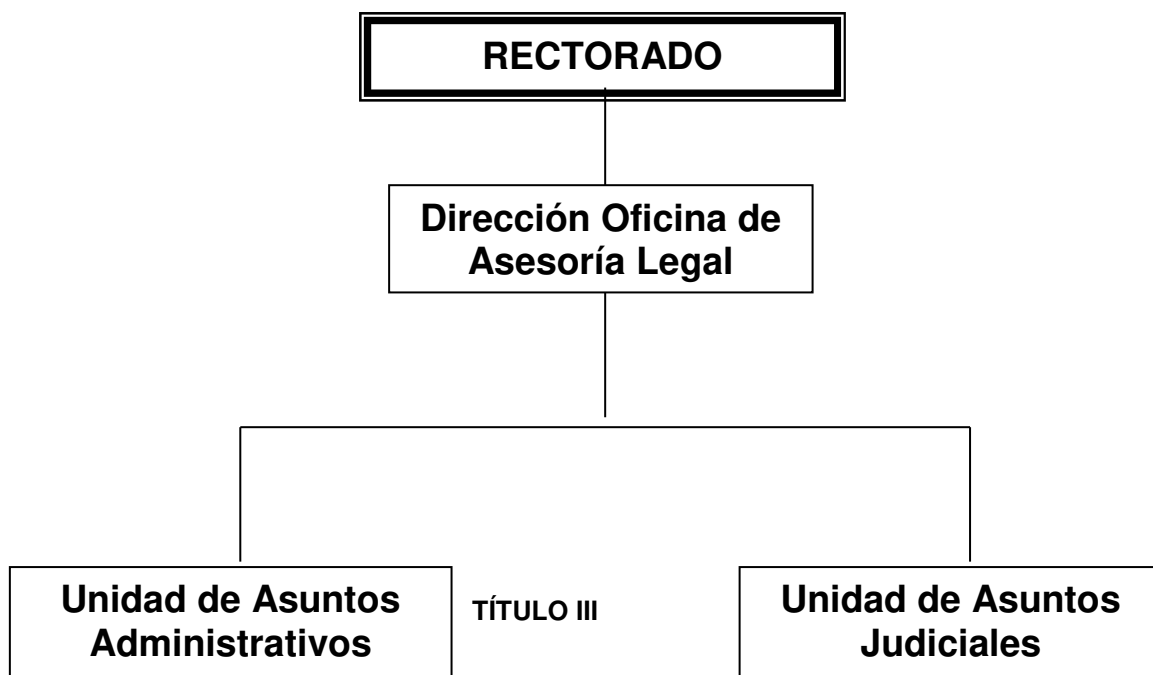 RECTORADO
Dirección Oficina de
Asesoría Legal
Unidad de Asuntos
Administrativos
TÍTULO III
Unidad de Asuntos
Judiciales